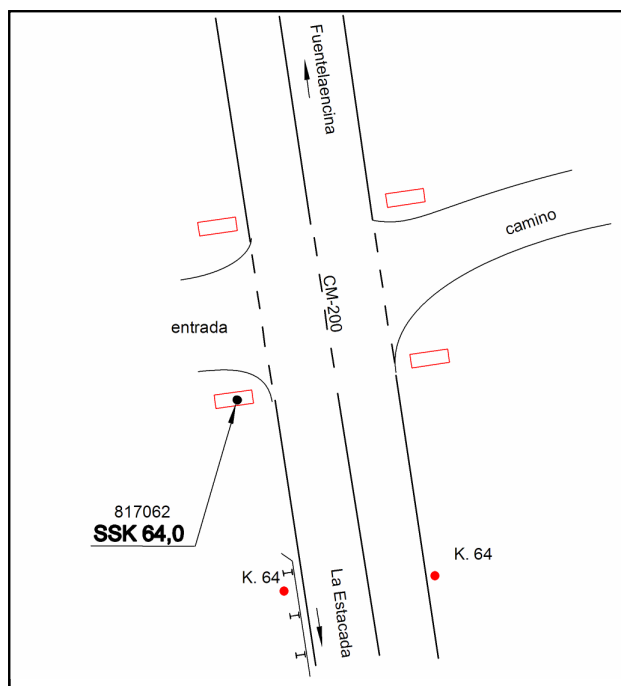 Fuentelaencina
camino
CM-200
entrada
817062
SSK 64,0
K. 64
K. 64
La Estacada